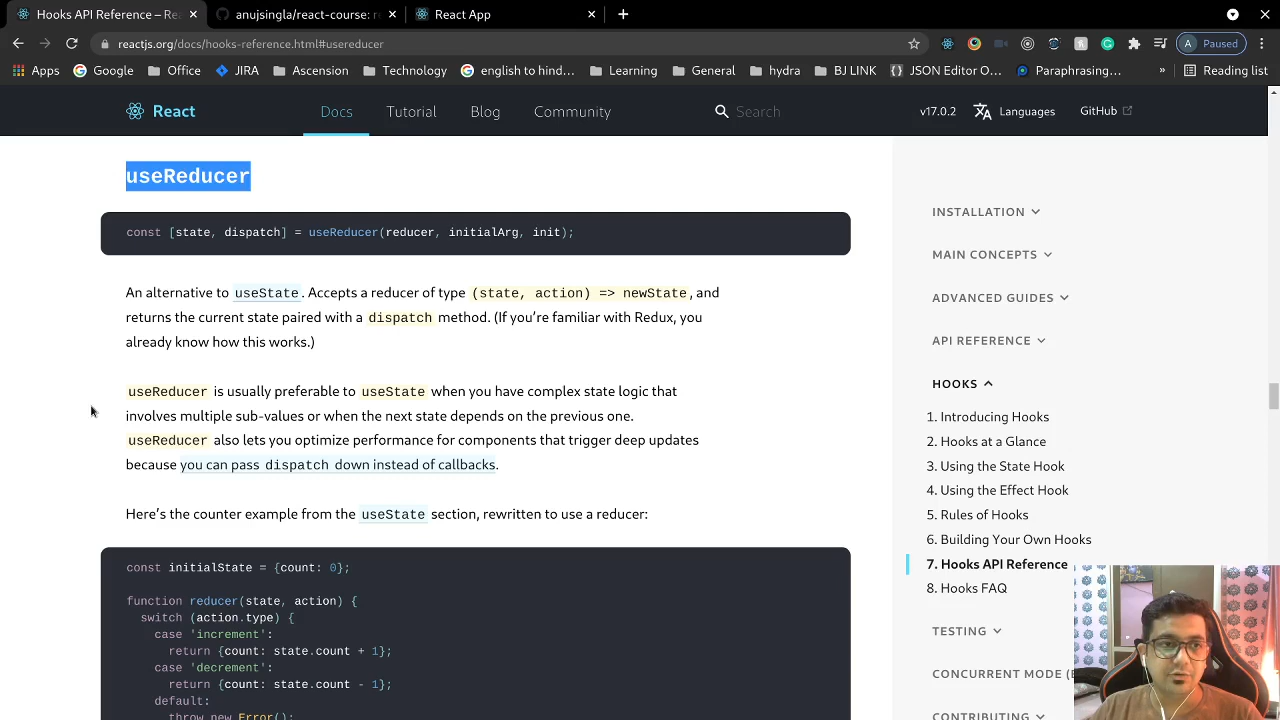 Hooks API Reference – Rea
anujsingla/react-course: re
React App
reactjs.org/docs/hooks-reference.html#usereducer
A
Paused
Apps
Google
Office
JIRA
Ascension
Technology
english to hind…
Learning
General
hydra
BJ LINK
JSON Editor O…
Paraphrasing…
»
Reading list
React
Docs
Tutorial
Blog
Community
Search
v17.0.2
Languages
GitHub
useReducer
const [state, dispatch] = useReducer(reducer, initialArg, init);
An alternative to useState. Accepts a reducer of type (state, action) => newState, and
returns the current state paired with a dispatch method. (If you’re familiar with Redux, you
already know how this works.)
useReducer is usually preferable to useState when you have complex state logic that
involves multiple sub-values or when the next state depends on the previous one.
useReducer also lets you optimize performance for components that trigger deep updates
because you can pass dispatch down instead of callbacks.
Here’s the counter example from the useState section, rewritten to use a reducer:
const initialState = {count: 0};
function reducer(state, action) {
switch (action.type) {
case 'increment':
return {count: state.count + 1};
case 'decrement':
return {count: state.count - 1};
default:
throw new Error();
INSTALLATION
MAIN CONCEPTS
ADVANCED GUIDES
API REFERENCE
HOOKS
1. Introducing Hooks
2. Hooks at a Glance
3. Using the State Hook
4. Using the Effect Hook
5. Rules of Hooks
6. Building Your Own Hooks
7. Hooks API Reference
8. Hooks FAQ
TESTING
CONCURRENT MODE (E
CONTRIBUTING